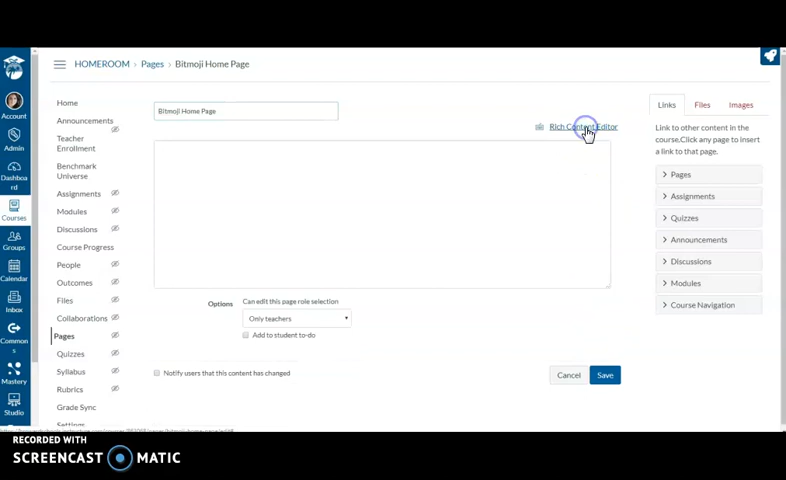 HOMEROOM > Pages > Bitmoji Home Page
Account
Admin
Dashboa
rd
Courses
Groups
Calendar
Inbox
Common
s
Mastery
Studio
Home
Announcements
Teacher
Enrollment
Benchmark
Universe
Assignments
Modules
Discussions
Course Progress
People
Outcomes
Files
Collaborations
Pages
Quizzes
Syllabus
Rubrics
Grade Sync
Settings
Bitmoji Home Page
Rich Content Editor
Options
Can edit this page role selection
Only teachers
Add to student to-do
Notify users that this content has changed
Cancel
Save
Links
Files
Images
Link to other content in the
course.Click any page to insert
a link to that page.
Pages
Assignments
Quizzes
Announcements
Discussions
Modules
Course Navigation
RECORDED WITH
SCREENCAST MATIC